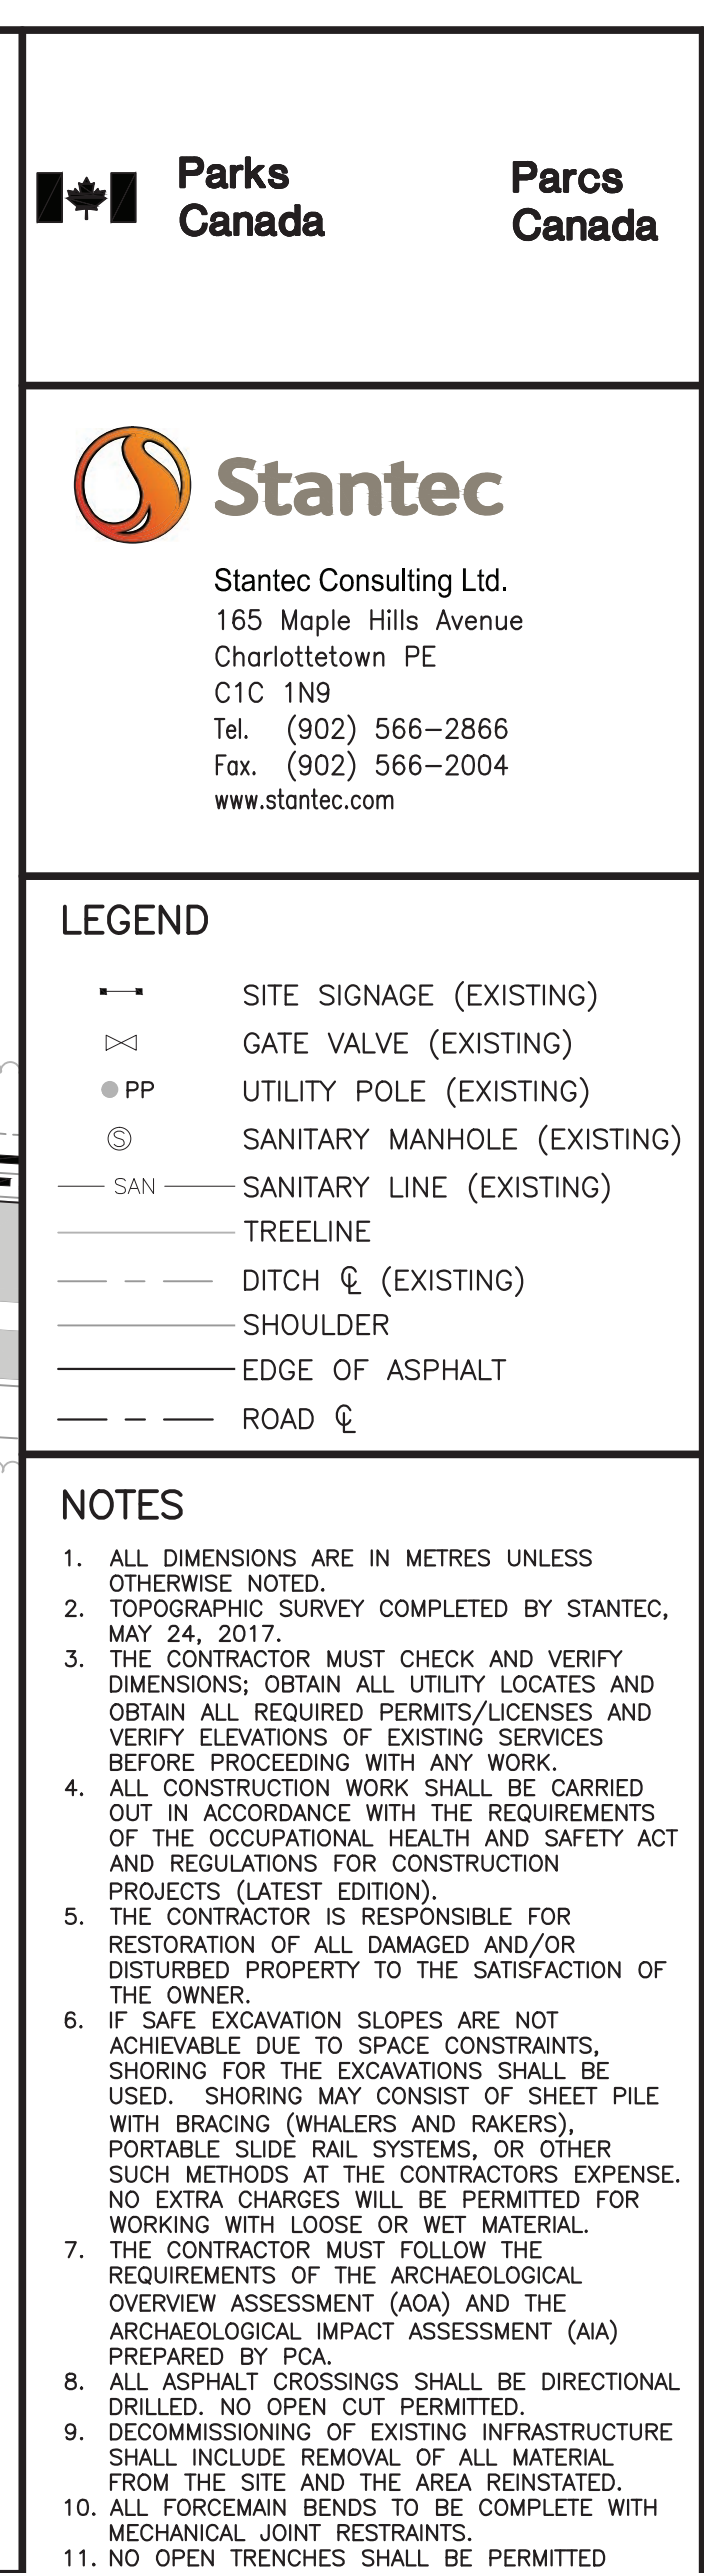 Parks
Canada
Parcs
Canada
Stantec
Stantec Consulting Ltd.
165 Maple Hills Avenue
Charlottetown PE
C1C 1N9
Tel. (902) 566-2866
Fax. (902) 566-2004
www.stantec.com
LEGEND
SITE SIGNAGE (EXISTING)
GATE VALVE (EXISTING)
PP UTILITY POLE (EXISTING)
S SANITARY MANHOLE (EXISTING)
SAN SANITARY LINE (EXISTING)
TREELINE
DITCH ℄ (EXISTING)
SHOULDER
EDGE OF ASPHALT
ROAD ℄
NOTES
1. ALL DIMENSIONS ARE IN METRES UNLESS
OTHERWISE NOTED.
2. TOPOGRAPHIC SURVEY COMPLETED BY STANTEC,
MAY 24, 2017.
3. THE CONTRACTOR MUST CHECK AND VERIFY
DIMENSIONS; OBTAIN ALL UTILITY LOCATES AND
OBTAIN ALL REQUIRED PERMITS/LICENSES AND
VERIFY ELEVATIONS OF EXISTING SERVICES
BEFORE PROCEEDING WITH ANY WORK.
4. ALL CONSTRUCTION WORK SHALL BE CARRIED
OUT IN ACCORDANCE WITH THE REQUIREMENTS
OF THE OCCUPATIONAL HEALTH AND SAFETY ACT
AND REGULATIONS FOR CONSTRUCTION
PROJECTS (LATEST EDITION).
5. THE CONTRACTOR IS RESPONSIBLE FOR
RESTORATION OF ALL DAMAGED AND/OR
DISTURBED PROPERTY TO THE SATISFACTION OF
THE OWNER.
6. IF SAFE EXCAVATION SLOPES ARE NOT
ACHIEVABLE DUE TO SPACE CONSTRAINTS,
SHORING FOR THE EXCAVATIONS SHALL BE
USED. SHORING MAY CONSIST OF SHEET PILE
WITH BRACING (WHALERS AND RAKERS),
PORTABLE SLIDE RAIL SYSTEMS, OR OTHER
SUCH METHODS AT THE CONTRACTORS EXPENSE.
NO EXTRA CHARGES WILL BE PERMITTED FOR
WORKING WITH LOOSE OR WET MATERIAL.
7. THE CONTRACTOR MUST FOLLOW THE
REQUIREMENTS OF THE ARCHAEOLOGICAL
OVERVIEW ASSESSMENT (AOA) AND THE
ARCHAEOLOGICAL IMPACT ASSESSMENT (AIA)
PREPARED BY PCA.
8. ALL ASPHALT CROSSINGS SHALL BE DIRECTIONAL
DRILLED. NO OPEN CUT PERMITTED.
9. DECOMMISSIONING OF EXISTING INFRASTRUCTURE
SHALL INCLUDE REMOVAL OF ALL MATERIAL
FROM THE SITE AND THE AREA REINSTATED.
10. ALL FORCEMAIN BENDS TO BE COMPLETE WITH
MECHANICAL JOINT RESTRAINTS.
11. NO OPEN TRENCHES SHALL BE PERMITTED